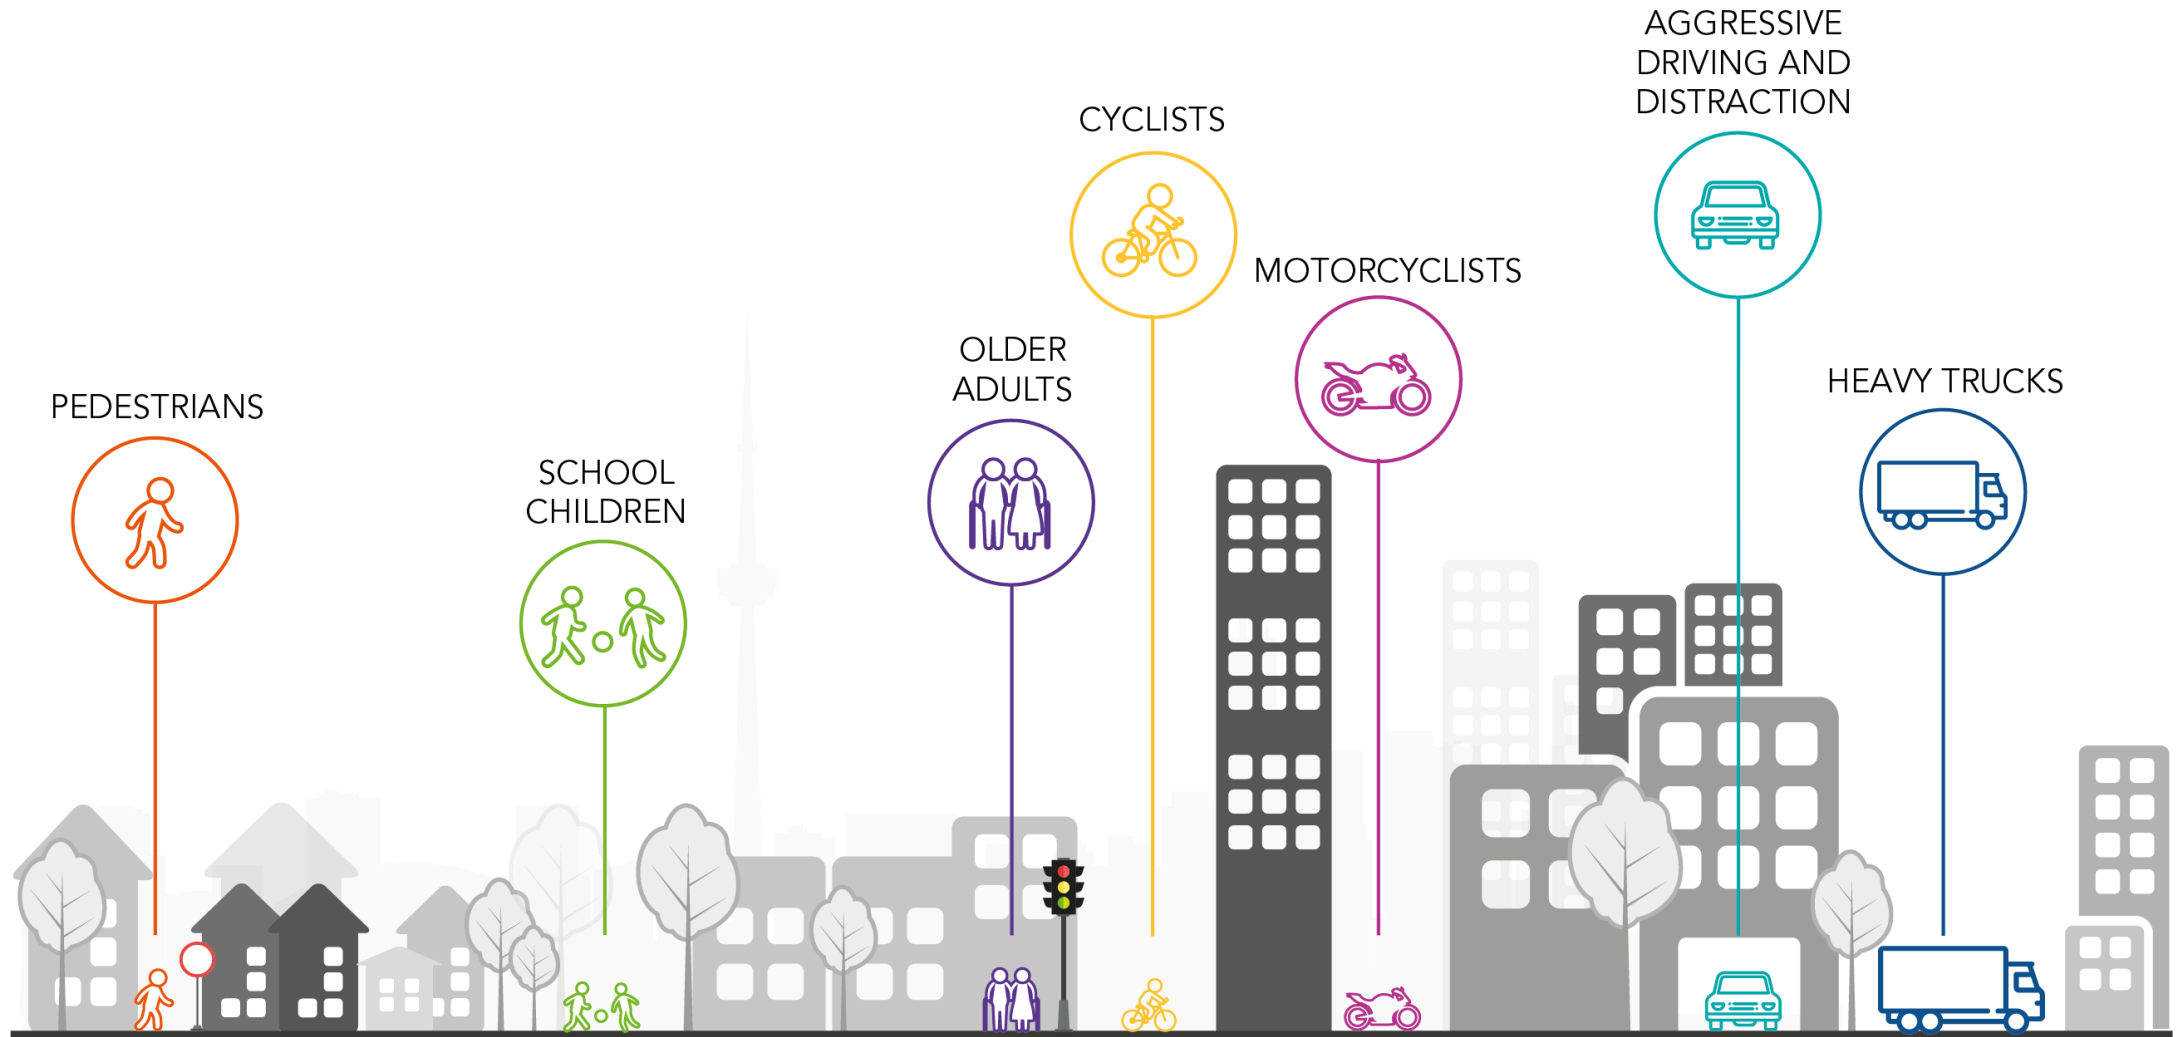 PEDESTRIANS
SCHOOL
CHILDREN
OLDER
ADULTS
CYCLISTS
MOTORCYCLISTS
AGGRESSIVE
DRIVING AND
DISTRACTION
HEAVY TRUCKS